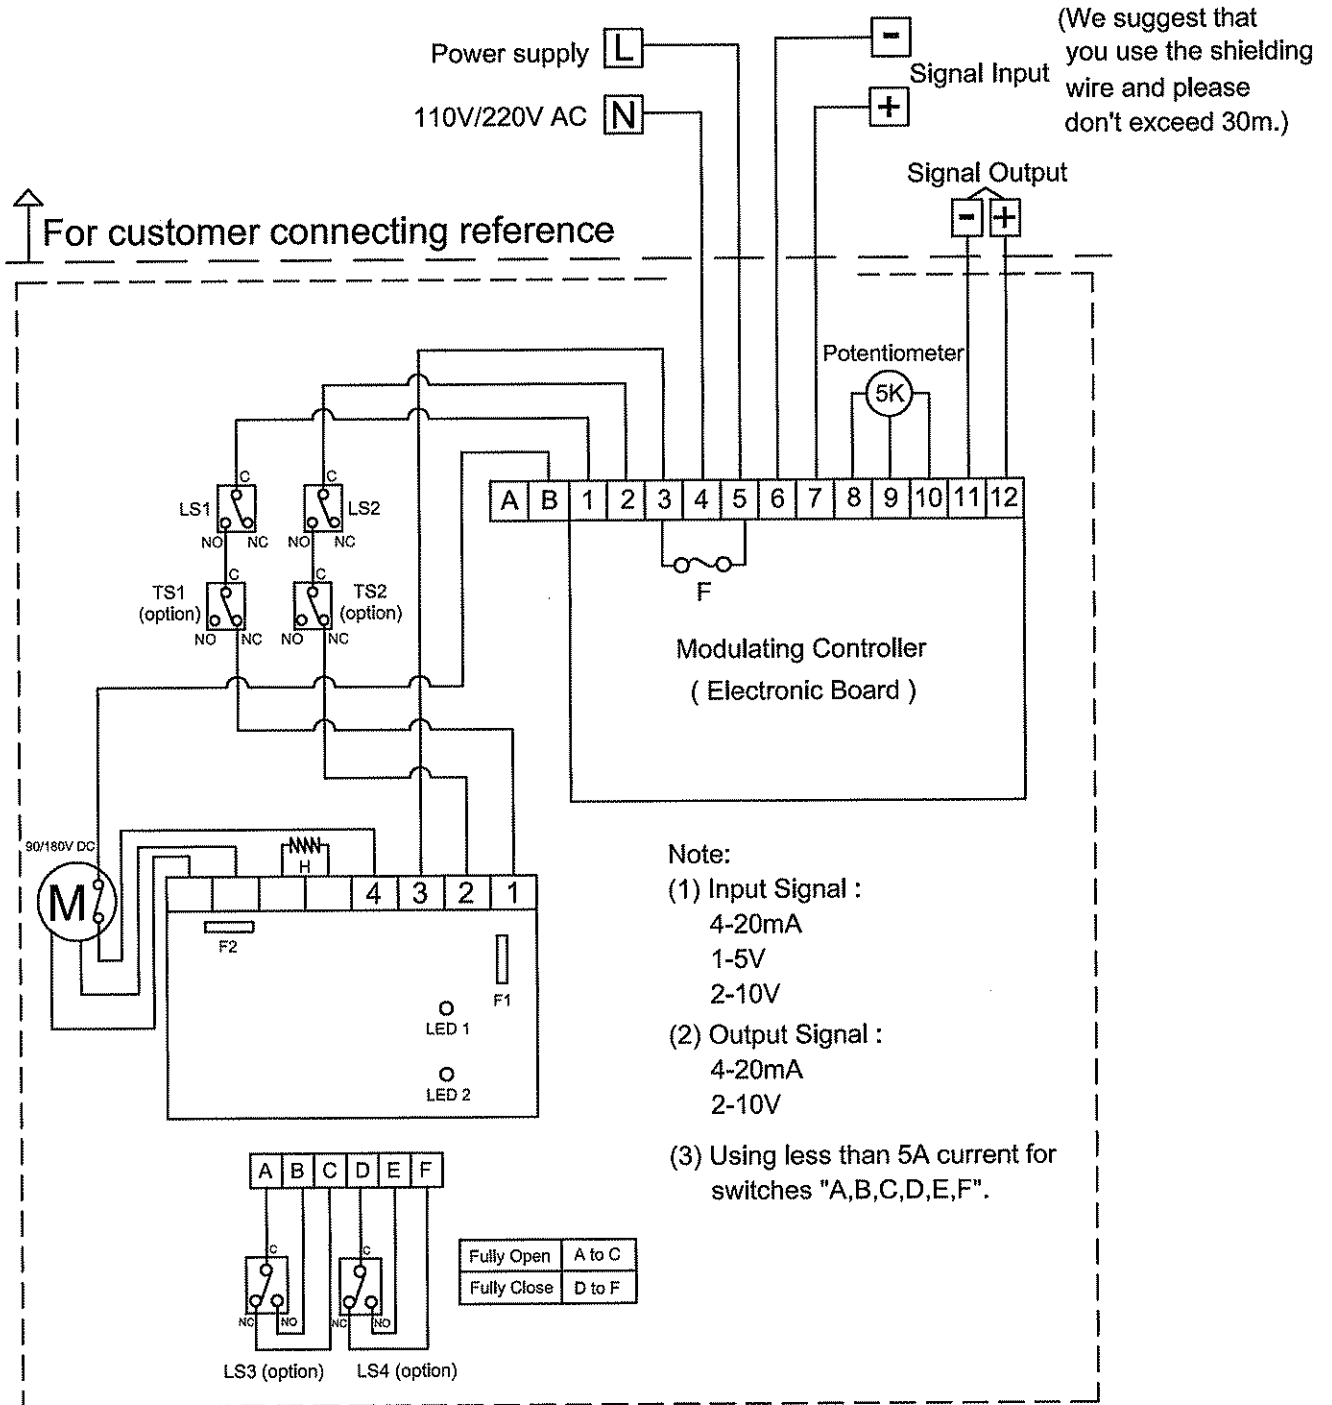 (We suggest that
you use the shielding
wire and please
don't exceed 30m.)
Power supply L
110V/220V AC N
-
Signal Input
+
Signal Output
- +
For customer connecting reference
Potentiometer
5K
A B 1 2 3 4 5 6 7 8 9 10 11 12
C C
LS1 LS2
NO NC NO NC
C C
TS1
(option)
TS2
(option)
NO NC NO NC
F
Modulating Controller
( Electronic Board )
90/180V DC
M
H
4 3 2 1
F2
F1
LED 1
LED 2
Note:
(1) Input Signal :
4-20mA
1-5V
2-10V
(2) Output Signal :
4-20mA
2-10V
(3) Using less than 5A current for
switches "A,B,C,D,E,F".
A B C D E F
C C
NC NO NC NO
LS3 (option) LS4 (option)
Fully Open A to C
Fully Close D to F